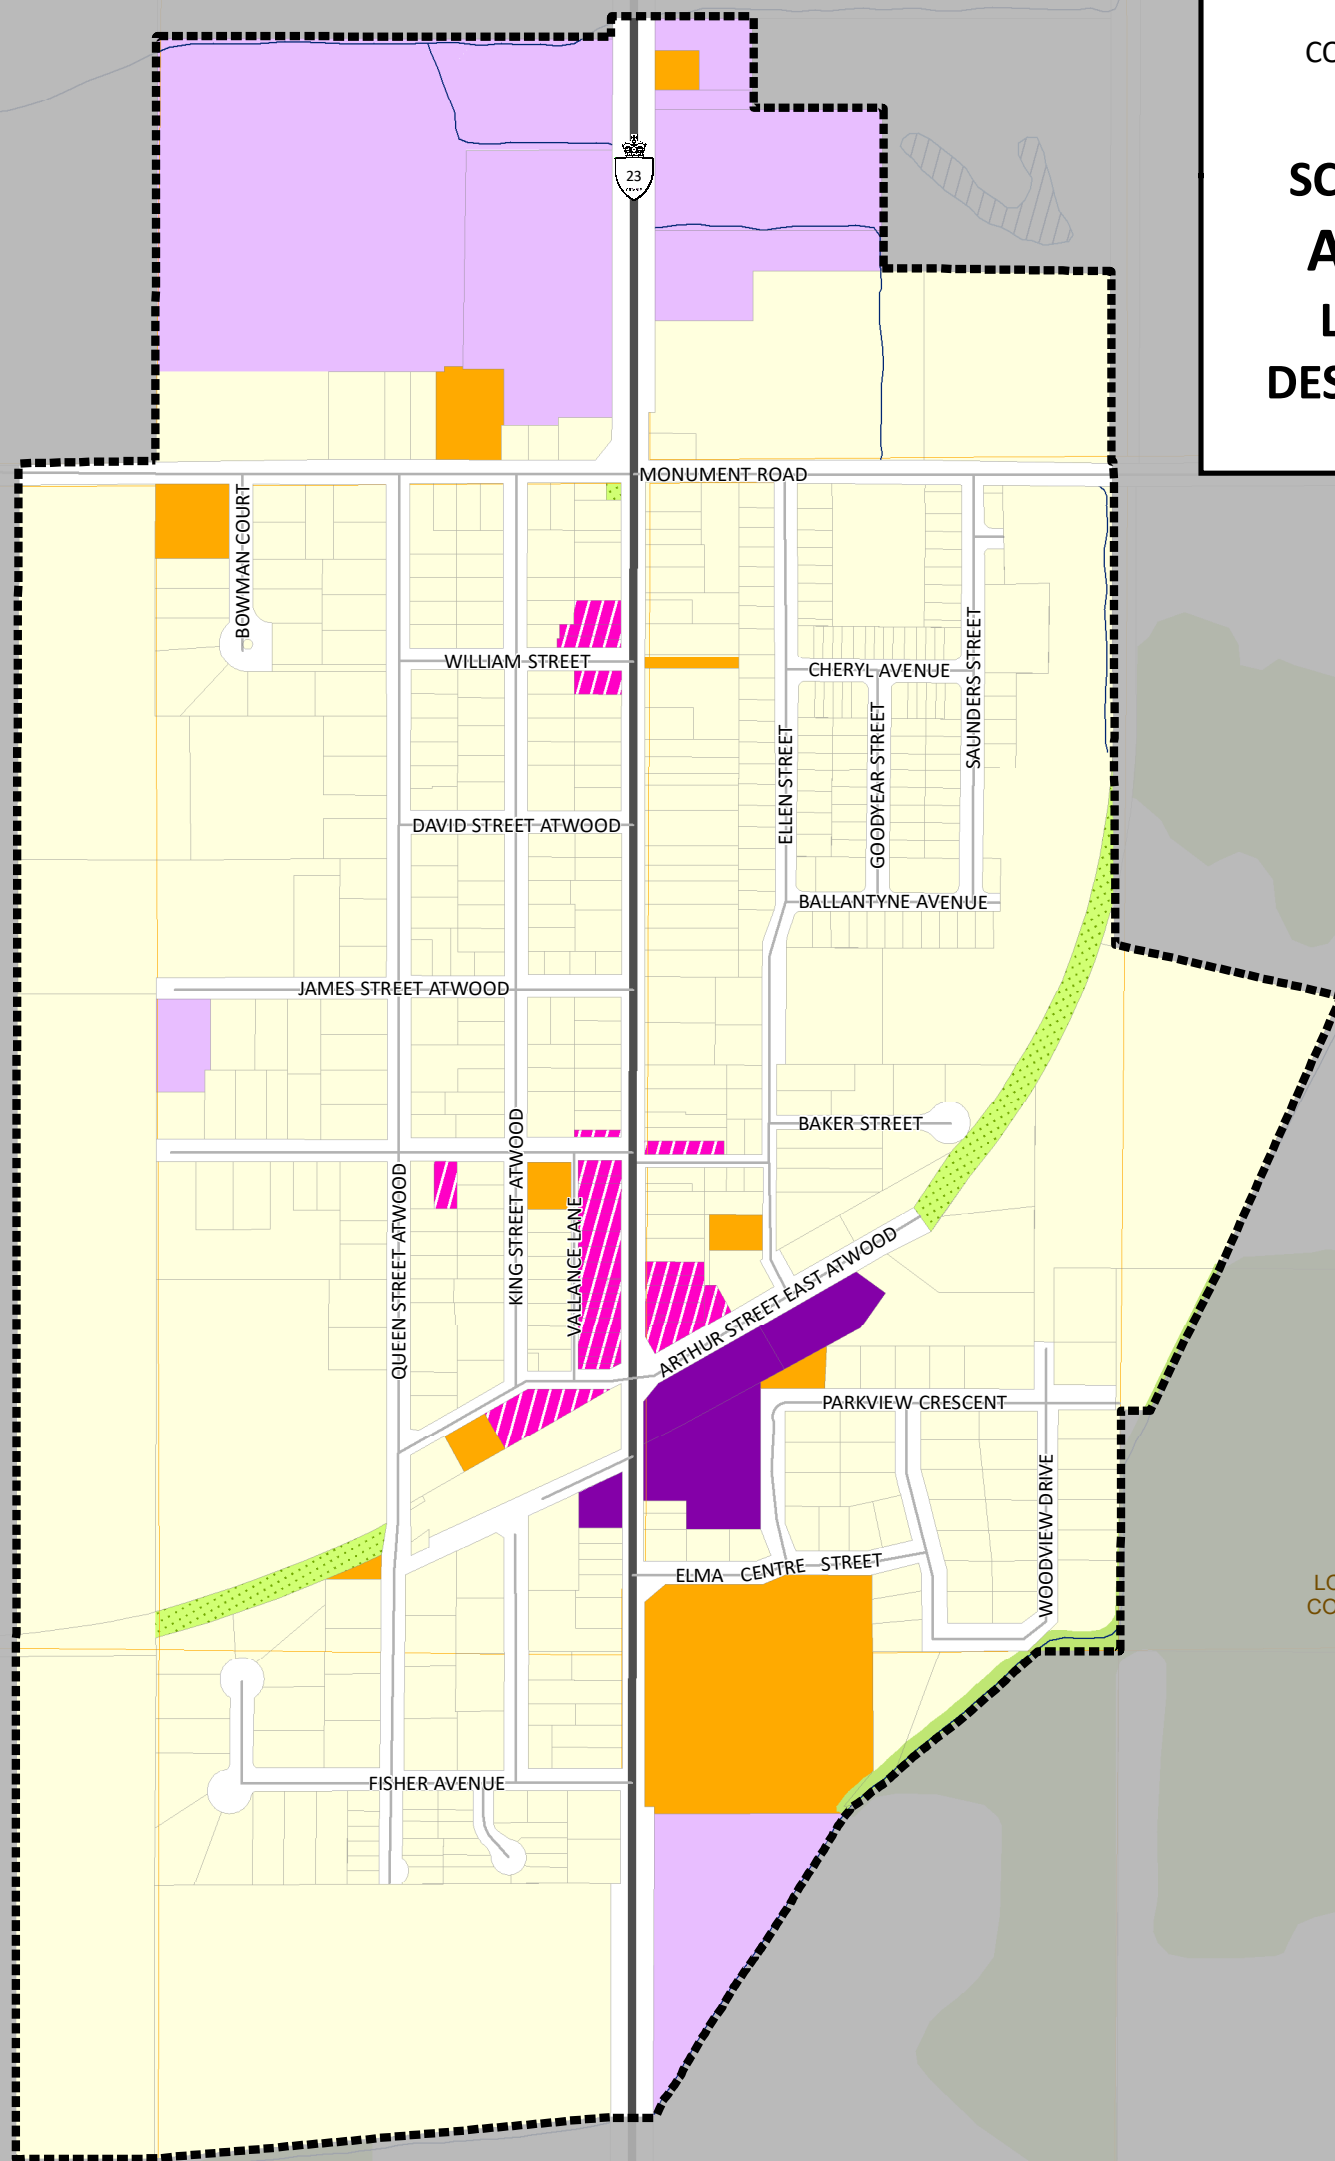 CO
SC
A
L
DES
23
MONUMENT ROAD
BOWMAN COURT
WILLIAM STREET
CHERYL AVENUE
SAUNDERS STREET
GOODYEAR STREET
ELLEN STREET
DAVID STREET ATWOOD
BALLANTYNE AVENUE
JAMES STREET ATWOOD
BAKER STREET
QUEEN STREET ATWOOD
KING STREET ATWOOD
VALLANCE LANE
ARTHUR STREET EAST ATWOOD
PARKVIEW CRESCENT
WOODVIEW DRIVE
ELMA CENTRE STREET
LO
CO
FISHER AVENUE